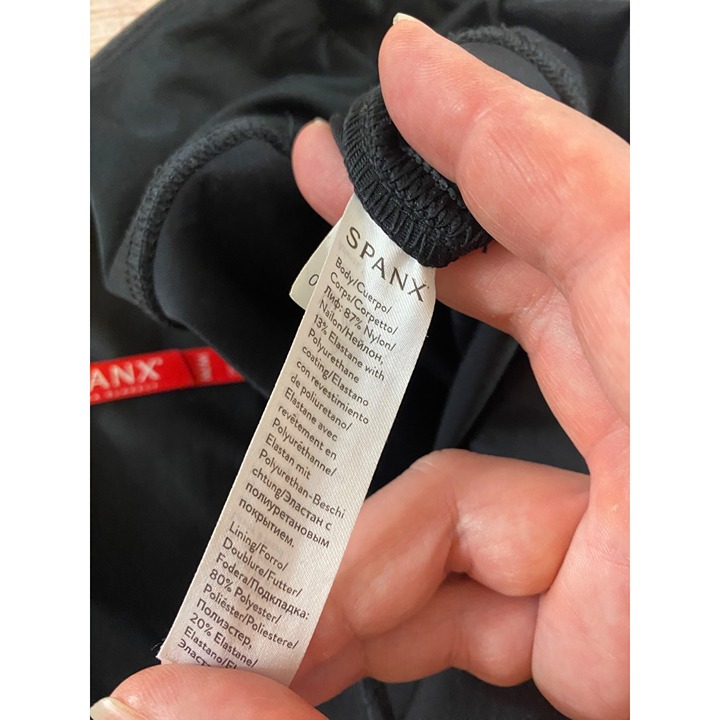 SPANX
Body/Cuerpo/
Corps/Corpetto/
Лиф: 87% Nylon/
Nailon/Нейлон,
13% Elastane with
Polyurethane
coating/Elastano
con revestimiento
de poliuretano/
Elastane avec
revêtement en
Polyuréthanne/
Elastan mit
Polyurethan-Beschi
chtung/Эластан с
полиуретановым
покрытием.
Lining/Forro/
Doublure/Futter/
Fodera/Подкладка:
80% Polyester/
Poliéster/Poliestere/
Полиэстер,
20% Elastane/
Elastano/
PANX